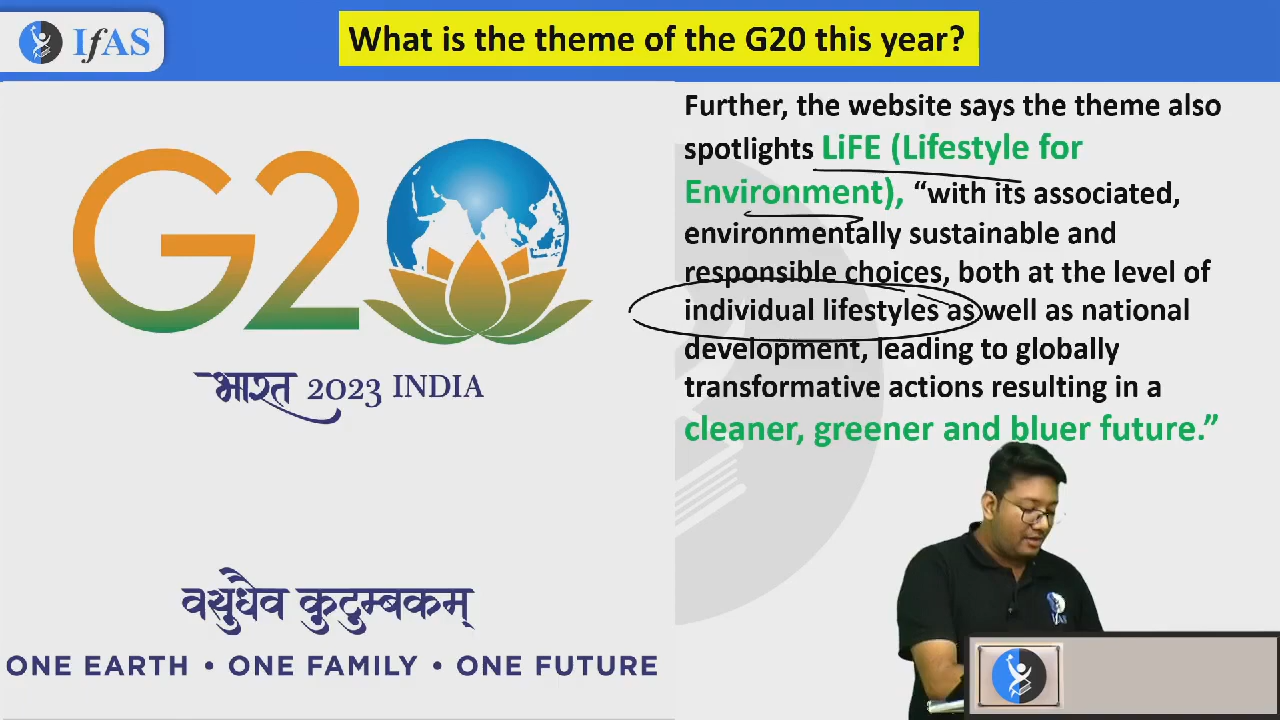 IfAS
What is the theme of the G20 this year?
G20
भारत 2023 INDIA
वसुधैव कुटुम्बकम्
ONE EARTH • ONE FAMILY • ONE FUTURE
Further, the website says the theme also
spotlights LiFE (Lifestyle for
Environment), “with its associated,
environmentally sustainable and
responsible choices, both at the level of
individual lifestyles as well as national
development, leading to globally
transformative actions resulting in a
cleaner, greener and bluer future.”
IfAS